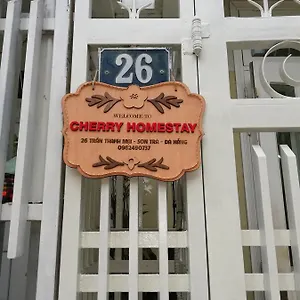 26
WELCOME TO
CHERRY HOMESTAY
26 TRẦN THANH MẠI - SƠN TRÀ - ĐÀ NẴNG
0962490737